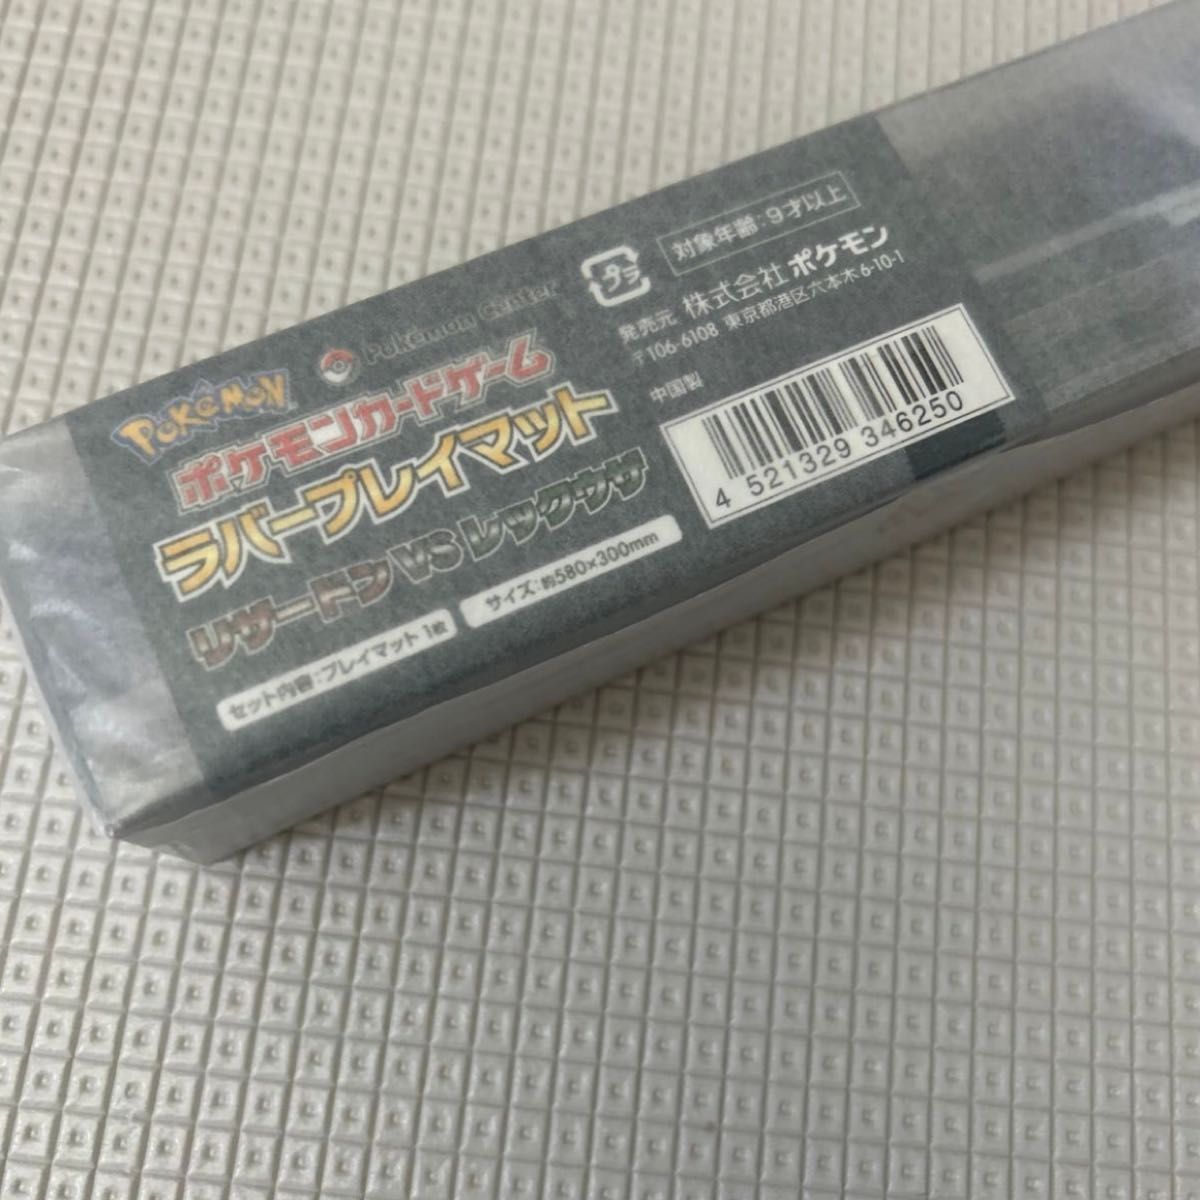 Pokémon
Pokémon Center
ポケモンカードゲーム
ラバープレイマット
リザードン VS レックウザ
セット内容:プレイマット 1枚
サイズ:約580×300mm
プラ
対象年齢:9才以上
発売元 株式会社ポケモン
〒106-6108 東京都港区六本木6-10-1
中国製
4 521329 346250